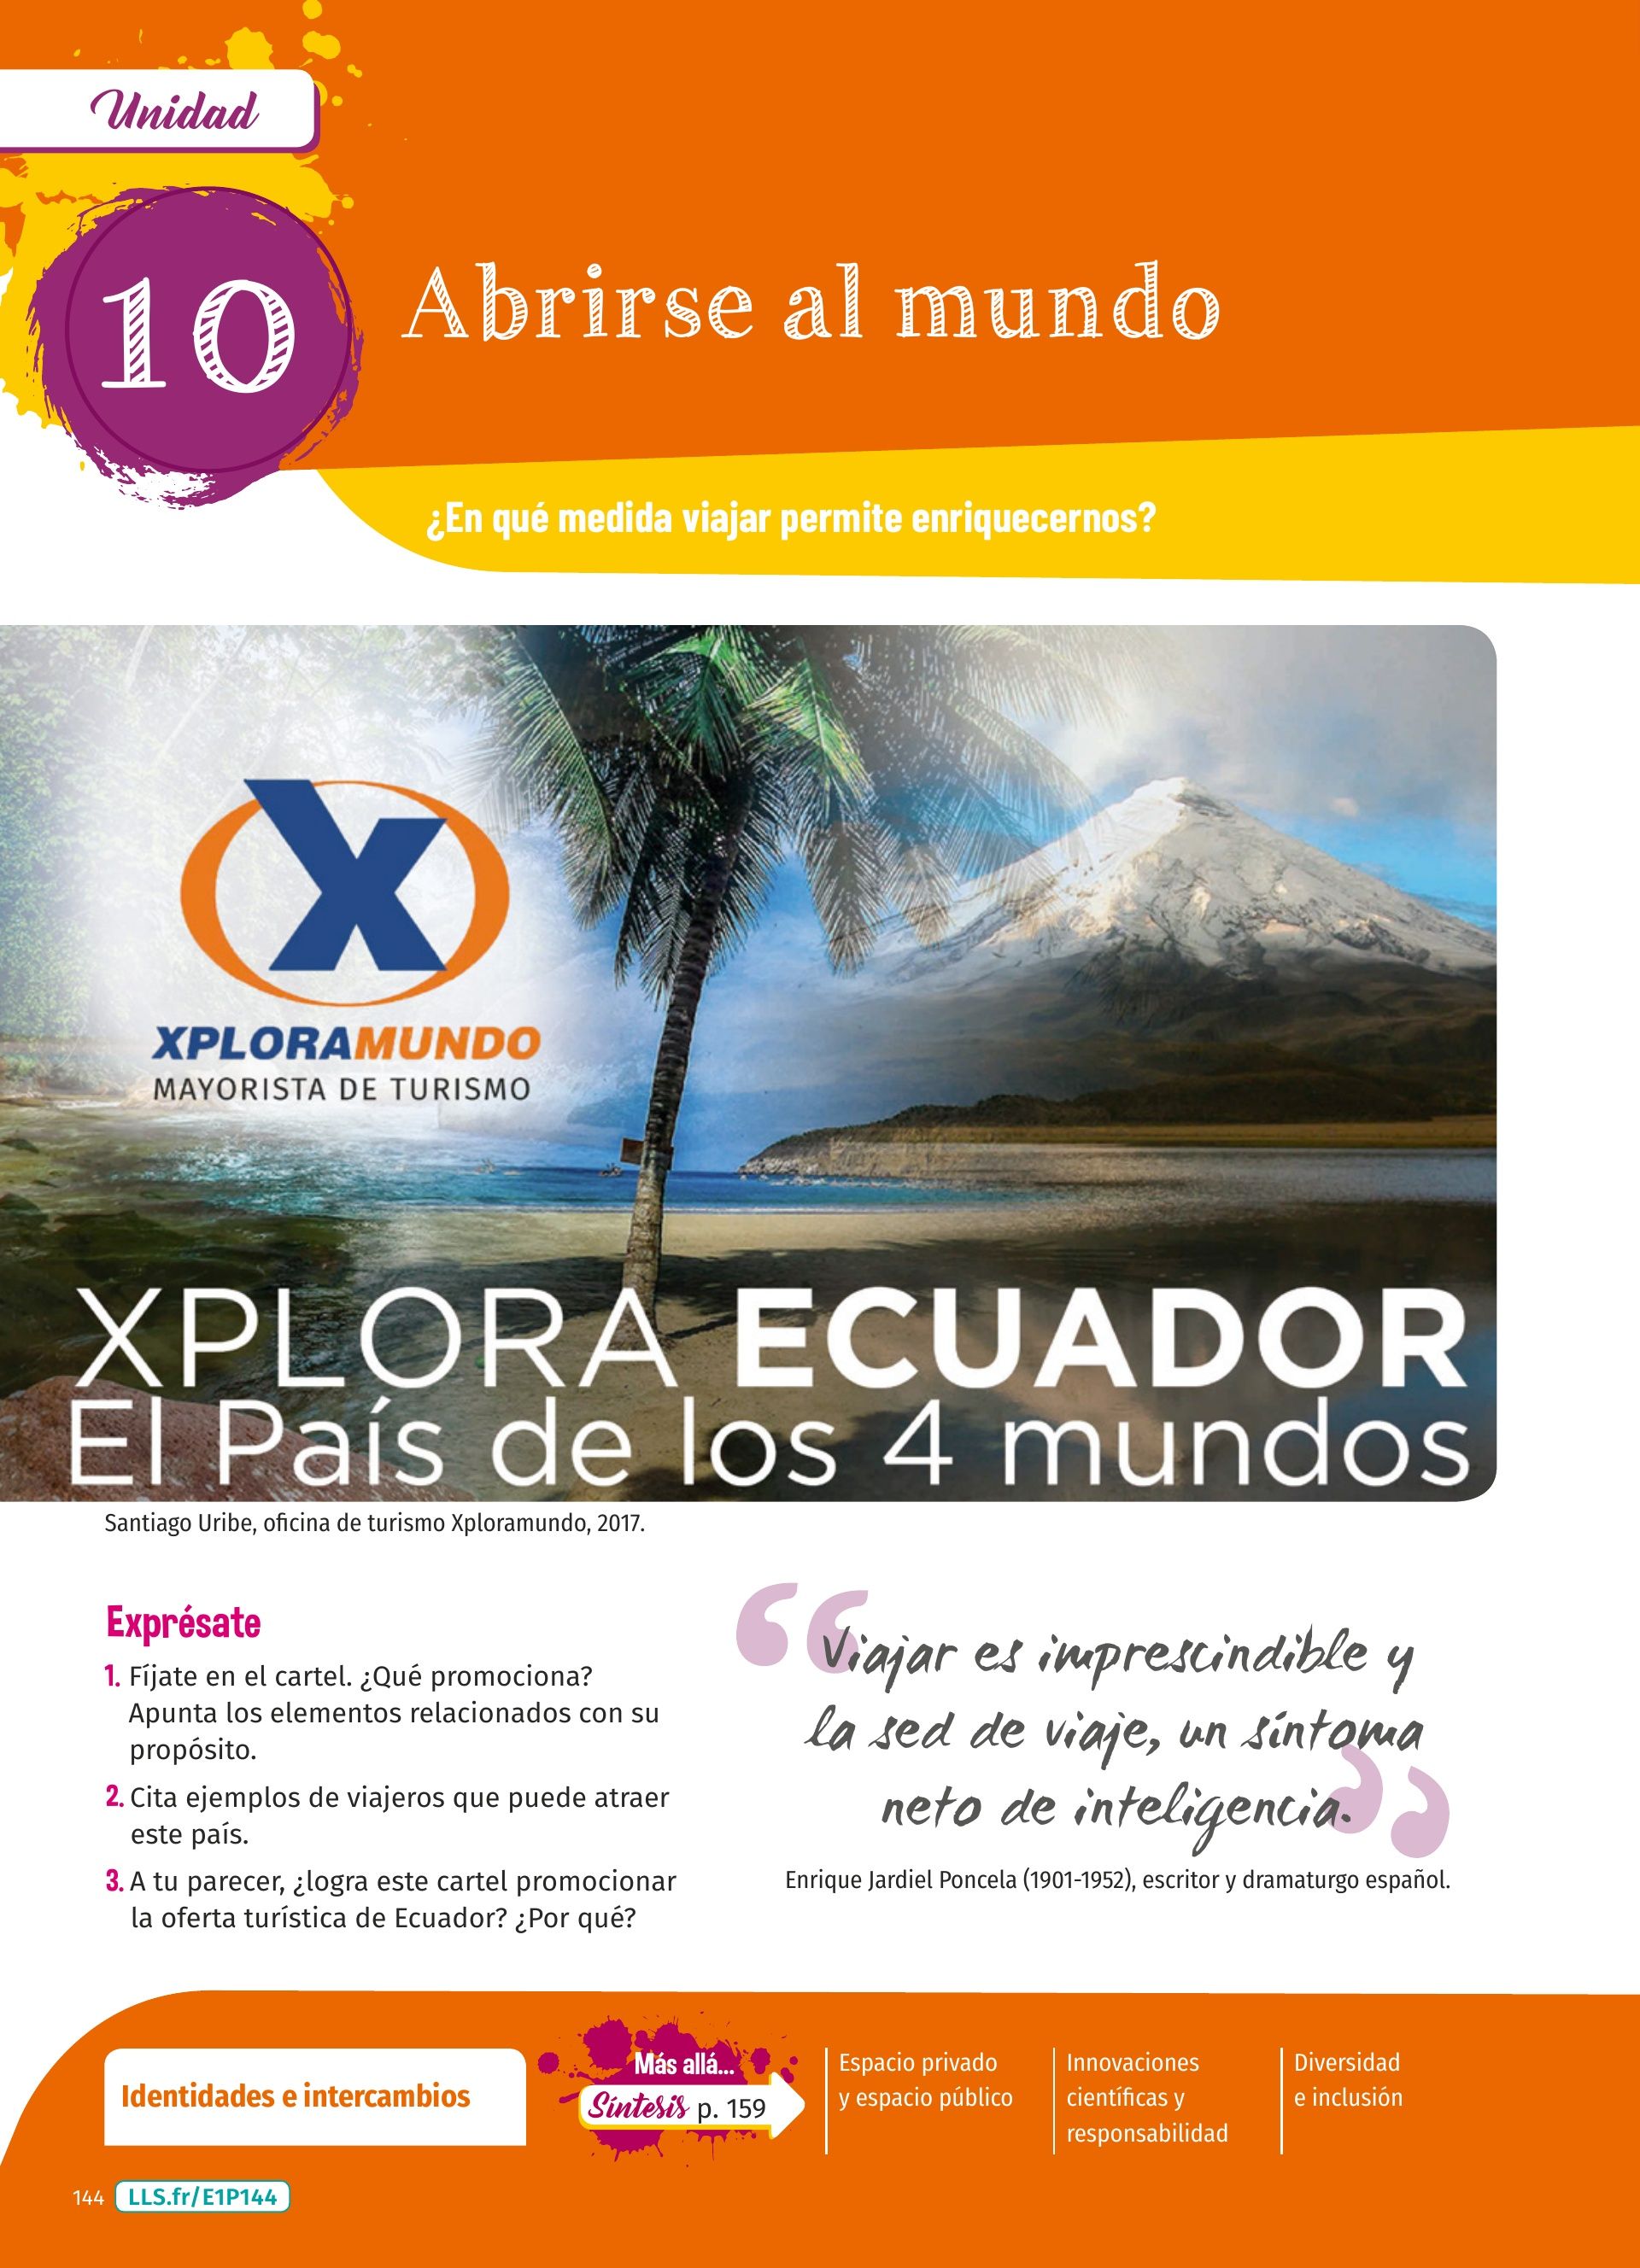 Unidad
10
Abrirse al mundo
¿En qué medida viajar permite enriquecernos?
X
XPLORAMUNDO
MAYORISTA DE TURISMO
XPLORA ECUADOR
El País de los 4 mundos
Santiago Uribe, oficina de turismo Xploramundo, 2017.
Exprésate
1. Fíjate en el cartel. ¿Qué promociona?
Apunta los elementos relacionados con su
propósito.
2. Cita ejemplos de viajeros que puede atraer
este país.
3. A tu parecer, ¿logra este cartel promocionar
la oferta turística de Ecuador? ¿Por qué?
“Viajar es imprescindible y
la sed de viaje, un síntoma
neto de inteligencia.”
Enrique Jardiel Poncela (1901-1952), escritor y dramaturgo español.
Identidades e intercambios
Más allá...
Síntesis p. 159
Espacio privado
y espacio público
Innovaciones
científicas y
responsabilidad
Diversidad
e inclusión
144 LLS.fr/E1P144